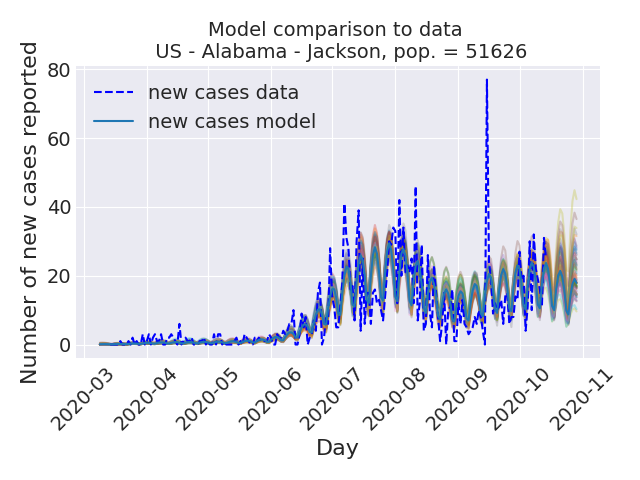 Model comparison to data
US - Alabama - Jackson, pop. = 51626
Number of new cases reported
80
60
40
20
0
new cases data
new cases model
2020-03
2020-04
2020-05
2020-06
2020-07
2020-08
2020-09
2020-10
2020-11
Day